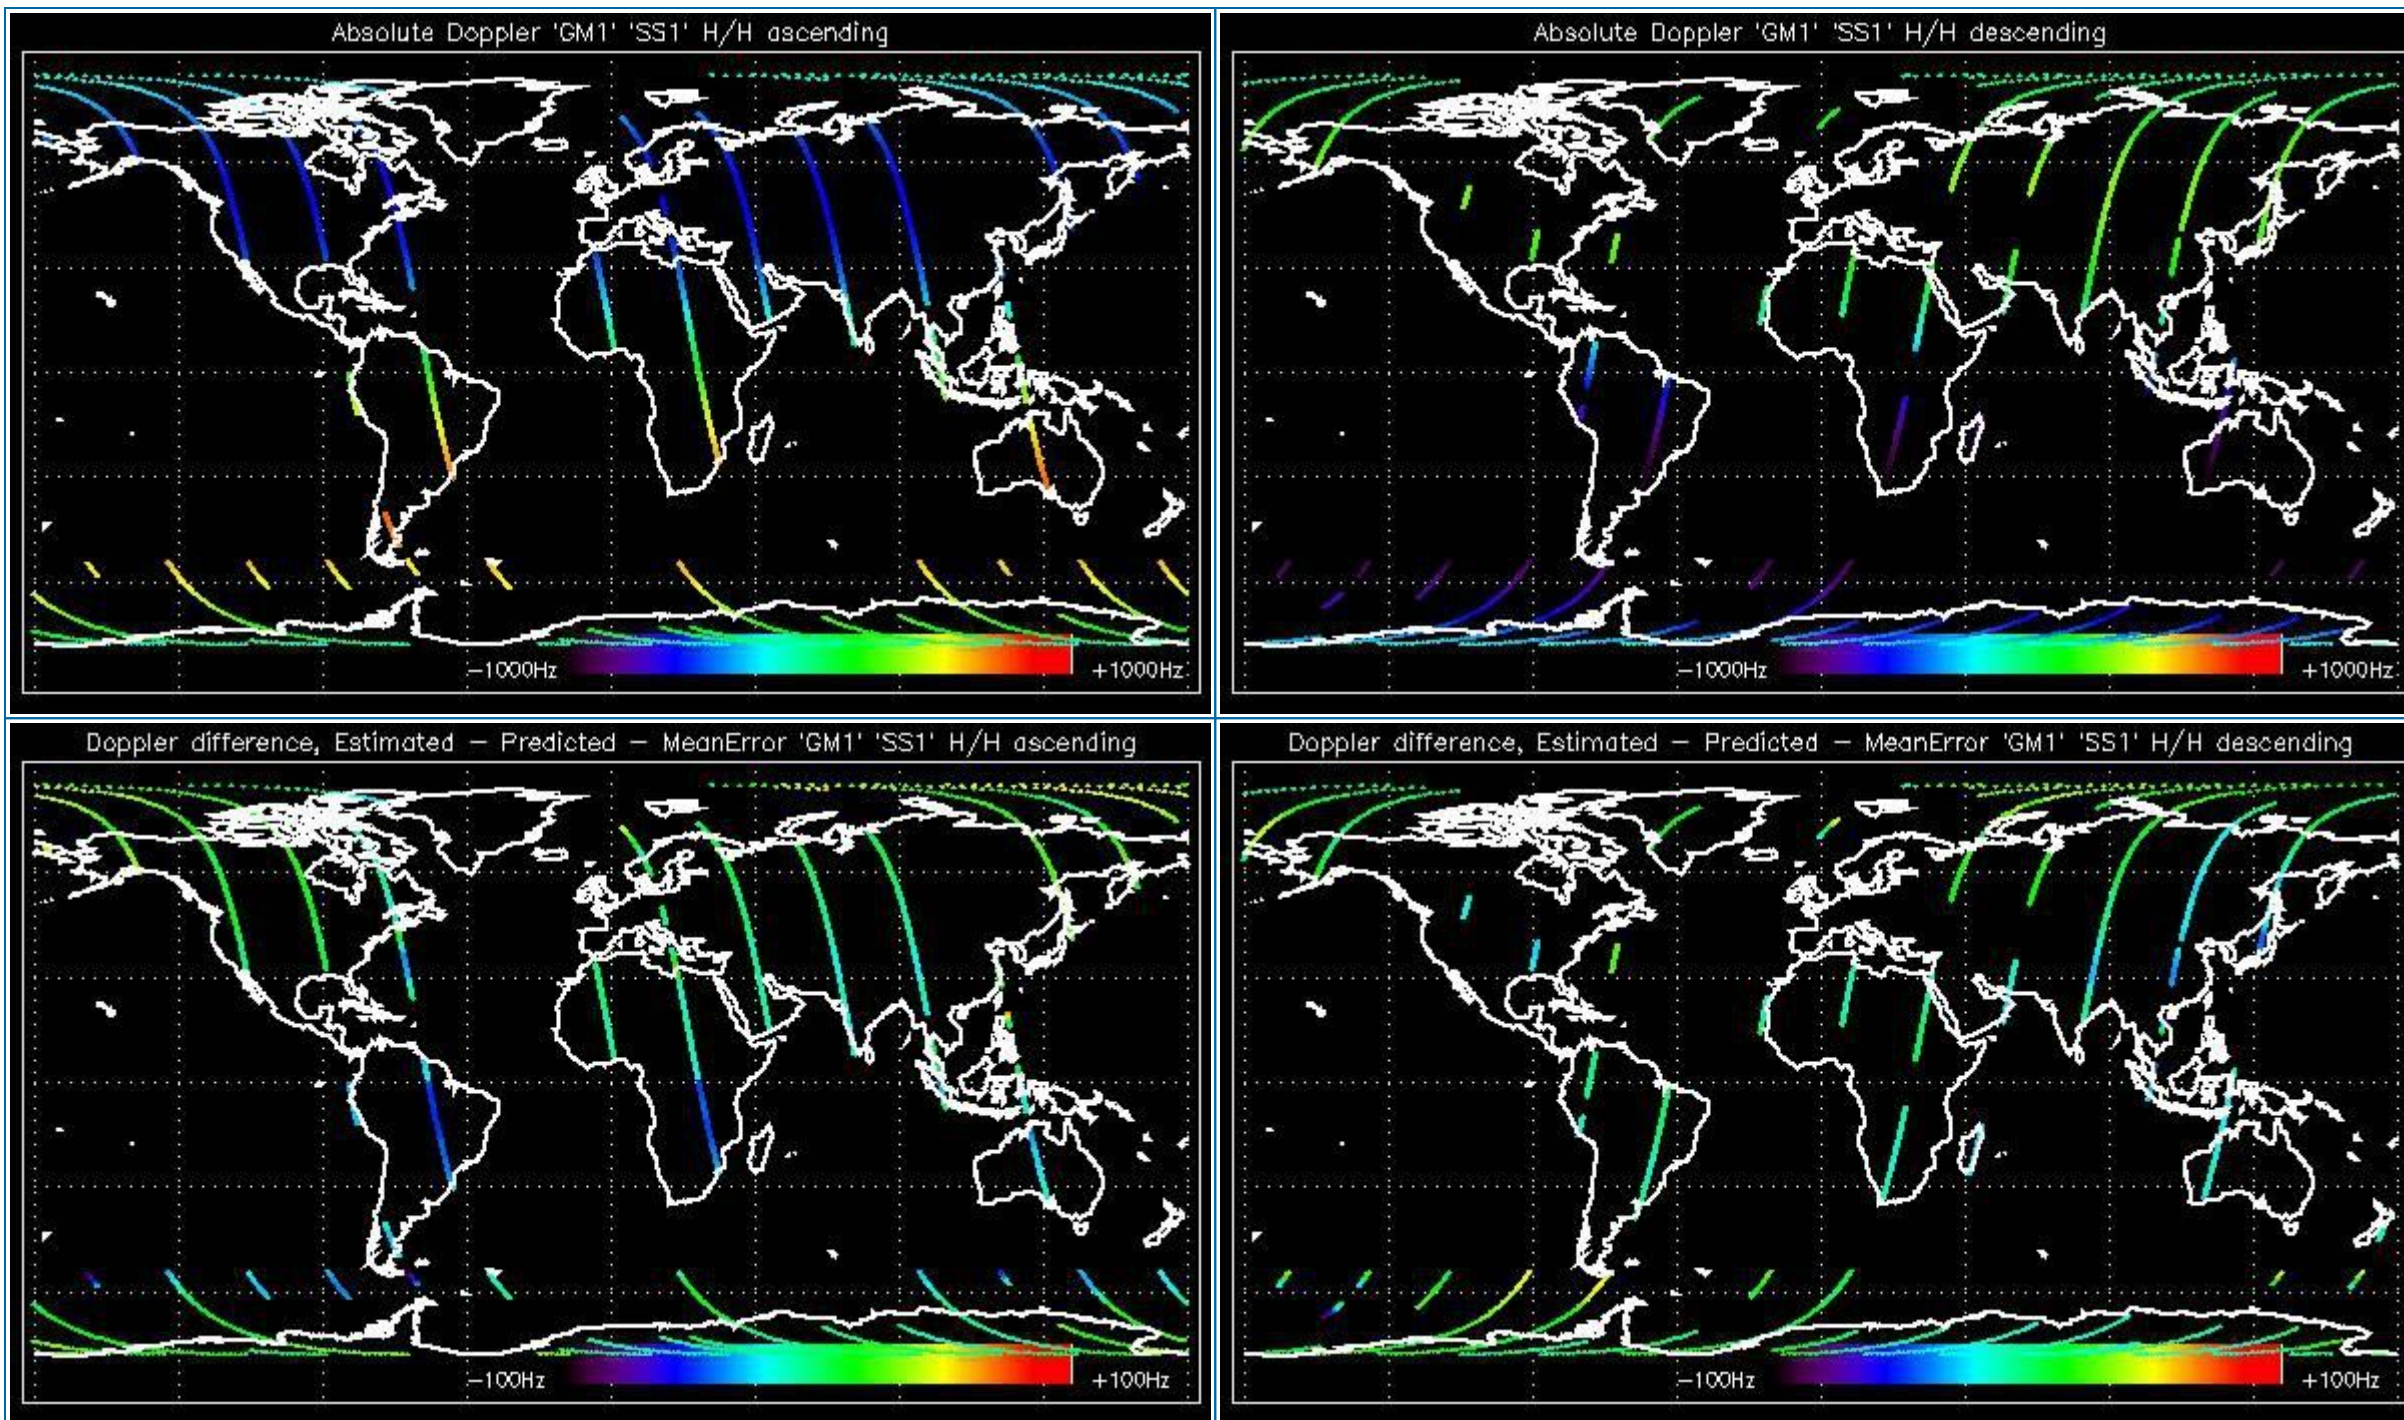 Absolute Doppler 'GM1' 'SS1' H/H ascending
-1000Hz
+1000Hz
Absolute Doppler 'GM1' 'SS1' H/H descending
-1000Hz
+1000Hz
Doppler difference, Estimated - Predicted - MeanError 'GM1' 'SS1' H/H ascending
-100Hz
+100Hz
Doppler difference, Estimated - Predicted - MeanError 'GM1' 'SS1' H/H descending
-100Hz
+100Hz